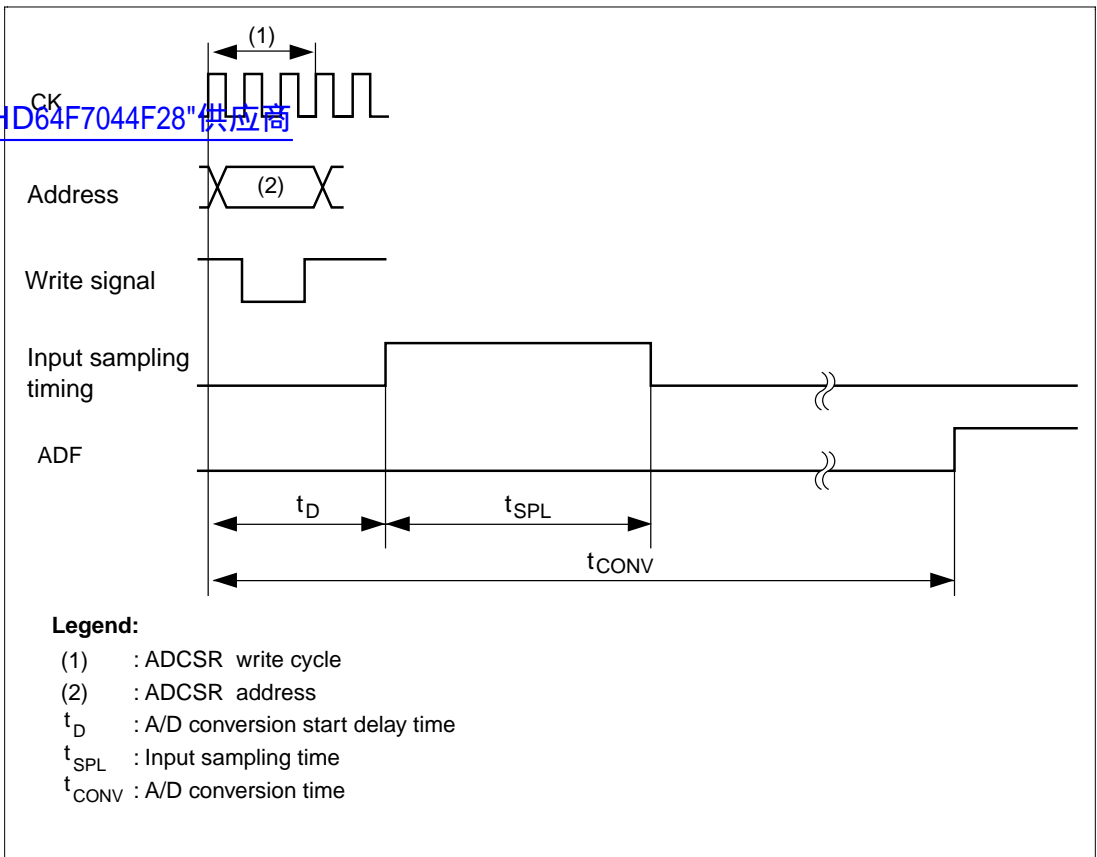 (1)
CK
HD64F7044F28"供应商
Address
(2)
Write signal
Input sampling
timing
ADF
tD
tSPL
tCONV
Legend:
(1) : ADCSR write cycle
(2) : ADCSR address
tD : A/D conversion start delay time
tSPL : Input sampling time
tCONV : A/D conversion time